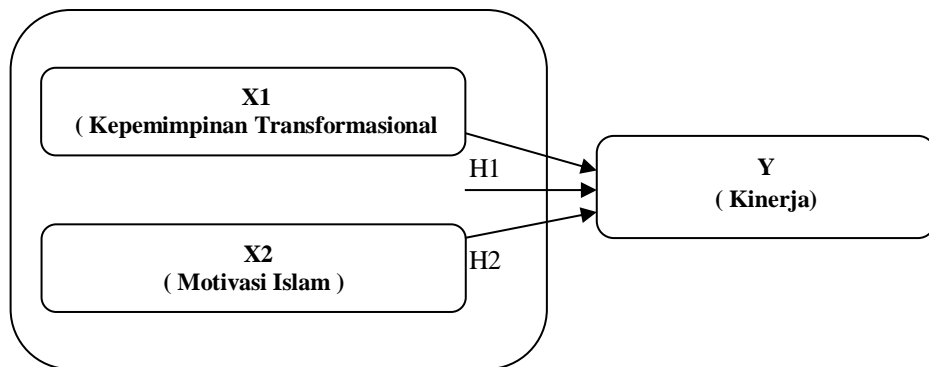 X1
( Kepemimpinan Transformasional
H1
X2
( Motivasi Islam )
H2
Y
( Kinerja)